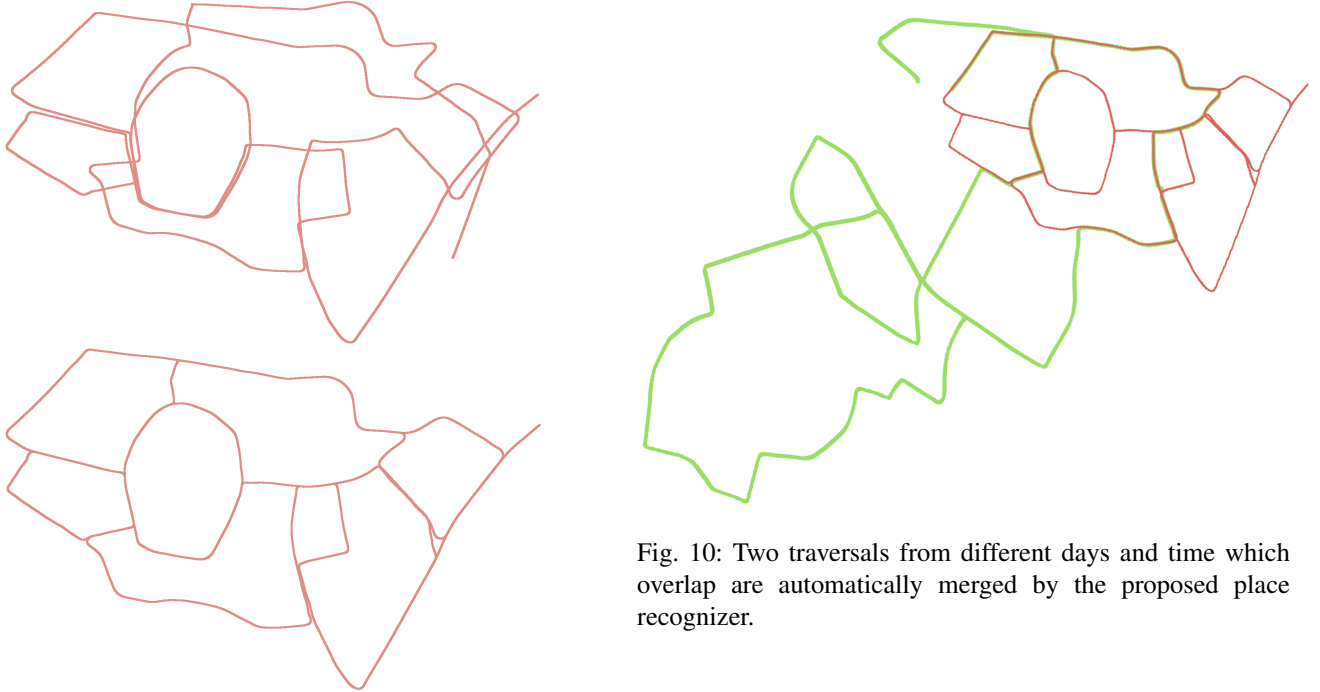 Fig. 10: Two traversals from different days and time which
overlap are automatically merged by the proposed place
recognizer.